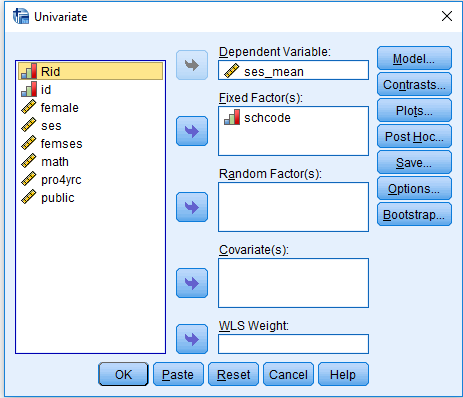 Univariate
Rid
id
female
ses
femses
math
pro4yrc
public
Dependent Variable:
ses_mean
Fixed Factor(s):
schcode
Random Factor(s):
Covariate(s):
WLS Weight:
Model...
Contrasts...
Plots...
Post Hoc...
Save...
Options...
Bootstrap...
OK
Paste
Reset
Cancel
Help